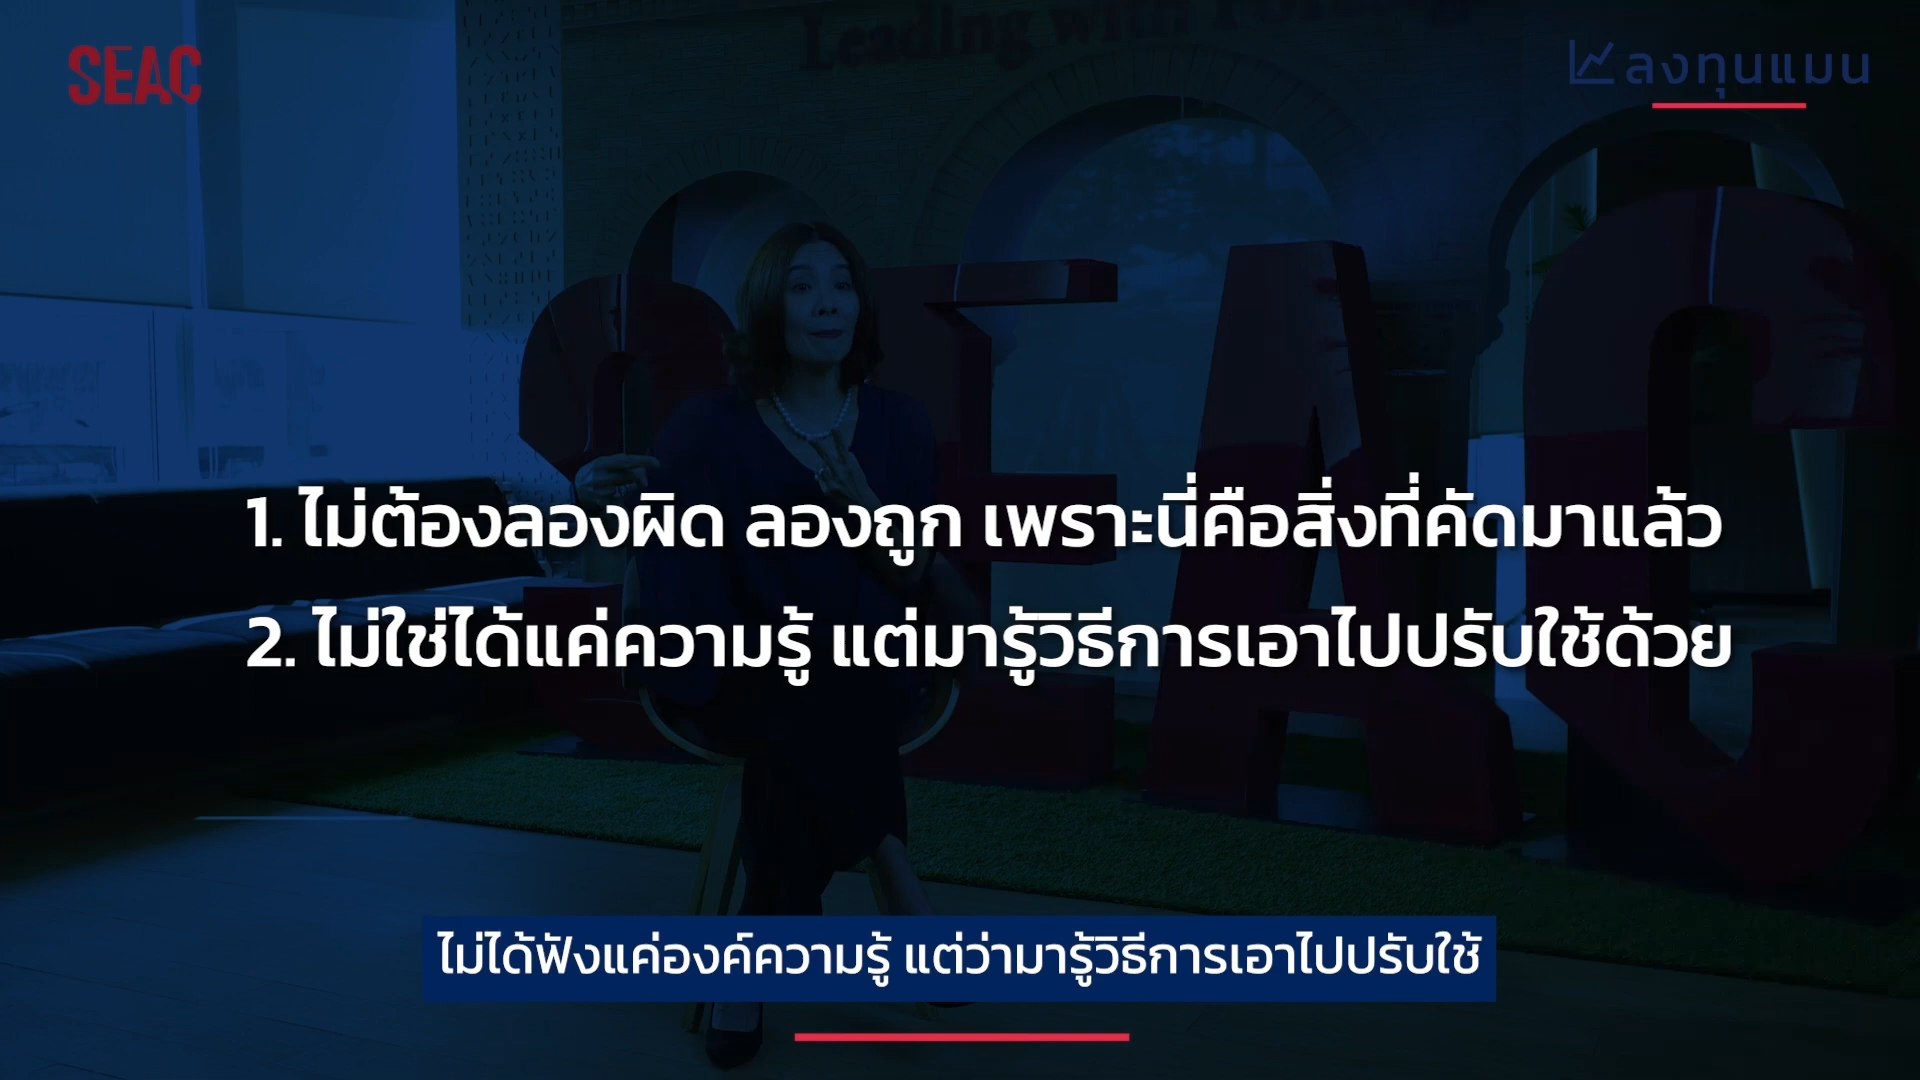 Leading with
SEAC
ลงทุนแมน
SEAC
1. ไม่ต้องลองผิด ลองถูก เพราะนี่คือสิ่งที่คัดมาแล้ว
2. ไม่ใช่ได้แค่ความรู้ แต่มารู้วิธีการเอาไปปรับใช้ด้วย
ไม่ได้ฟังแค่องค์ความรู้ แต่ว่ามารู้วิธีการเอาไปปรับใช้